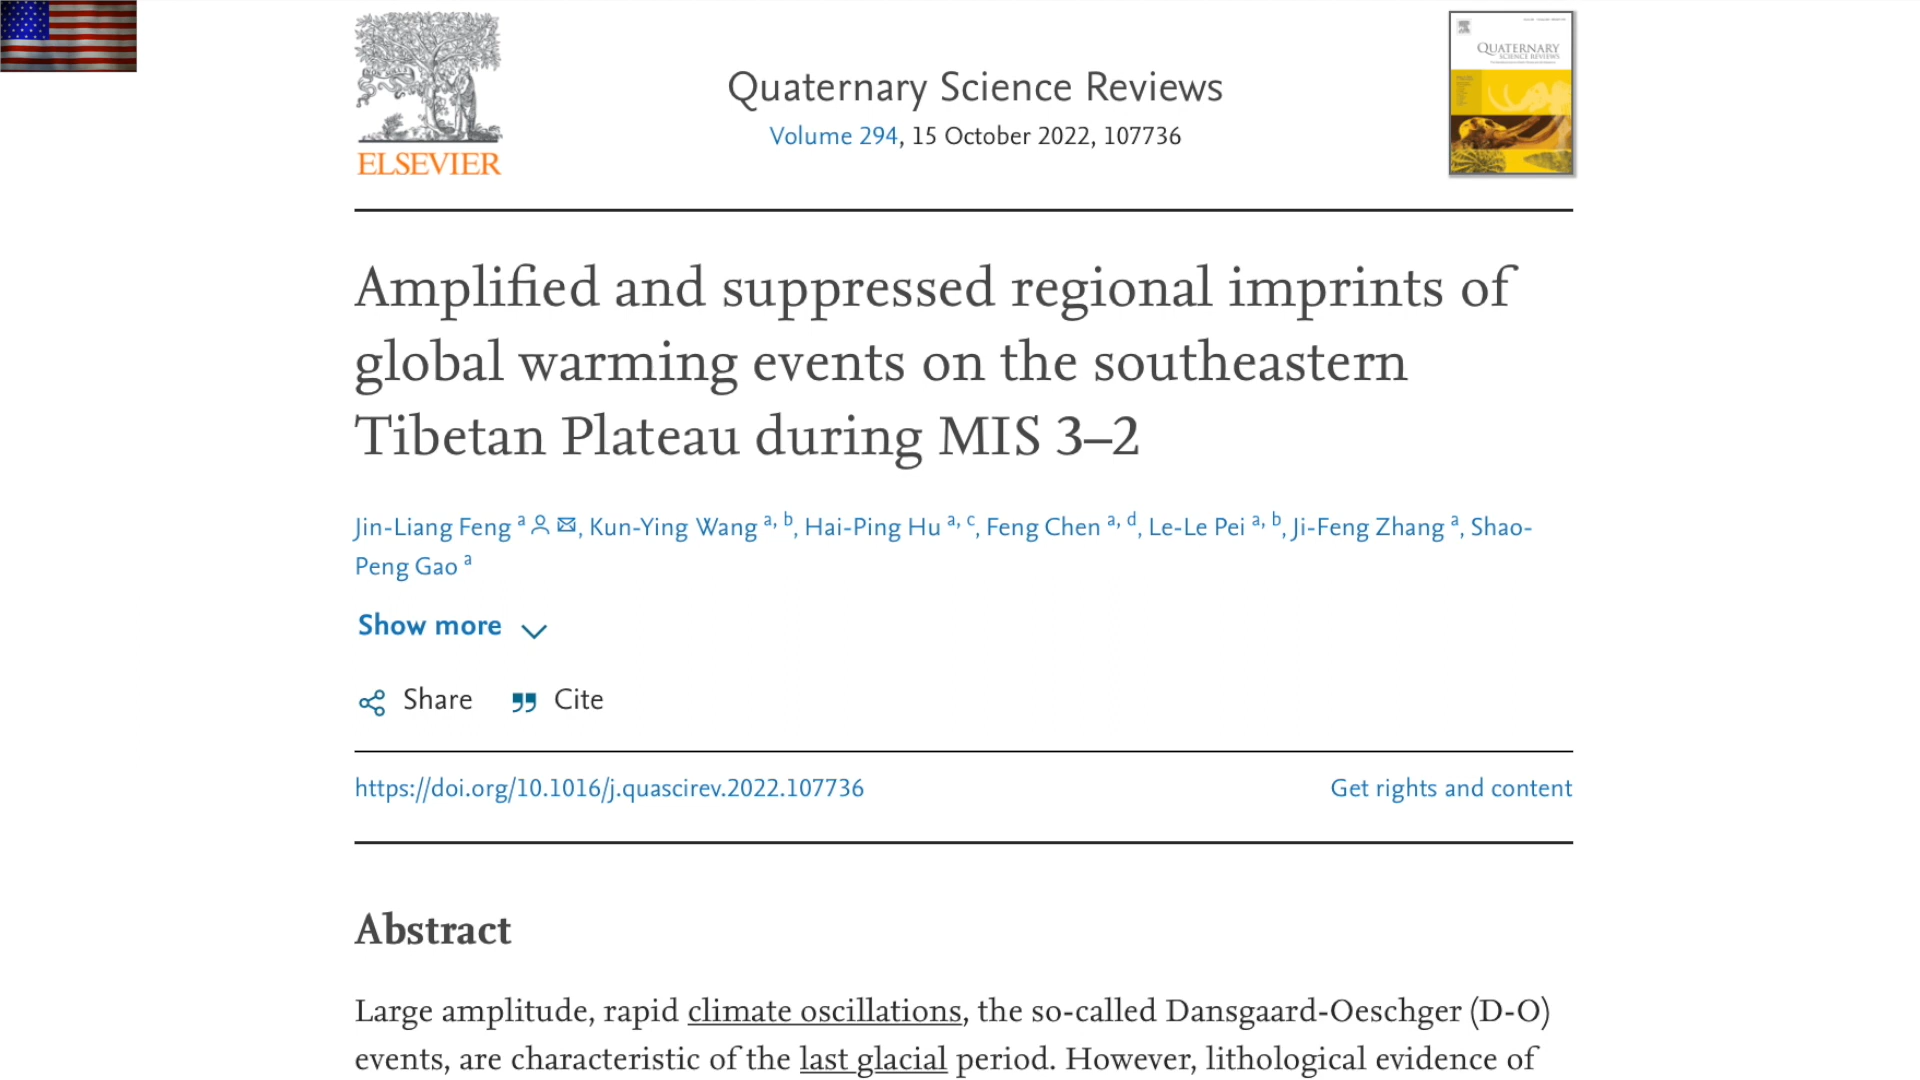 ELSEVIER
Quaternary Science Reviews
Volume 294, 15 October 2022, 107736
QUATERNARY
SCIENCE REVIEWS
Amplified and suppressed regional imprints of
global warming events on the southeastern
Tibetan Plateau during MIS 3–2
Jin-Liang Feng a, Kun-Ying Wang a, b, Hai-Ping Hu a, c, Feng Chen a, d, Le-Le Pei a, b, Ji-Feng Zhang a, Shao-
Peng Gao a
Show more
Share Cite
https://doi.org/10.1016/j.quascirev.2022.107736 Get rights and content
Abstract
Large amplitude, rapid climate oscillations, the so-called Dansgaard-Oeschger (D-O)
events, are characteristic of the last glacial period. However, lithological evidence of